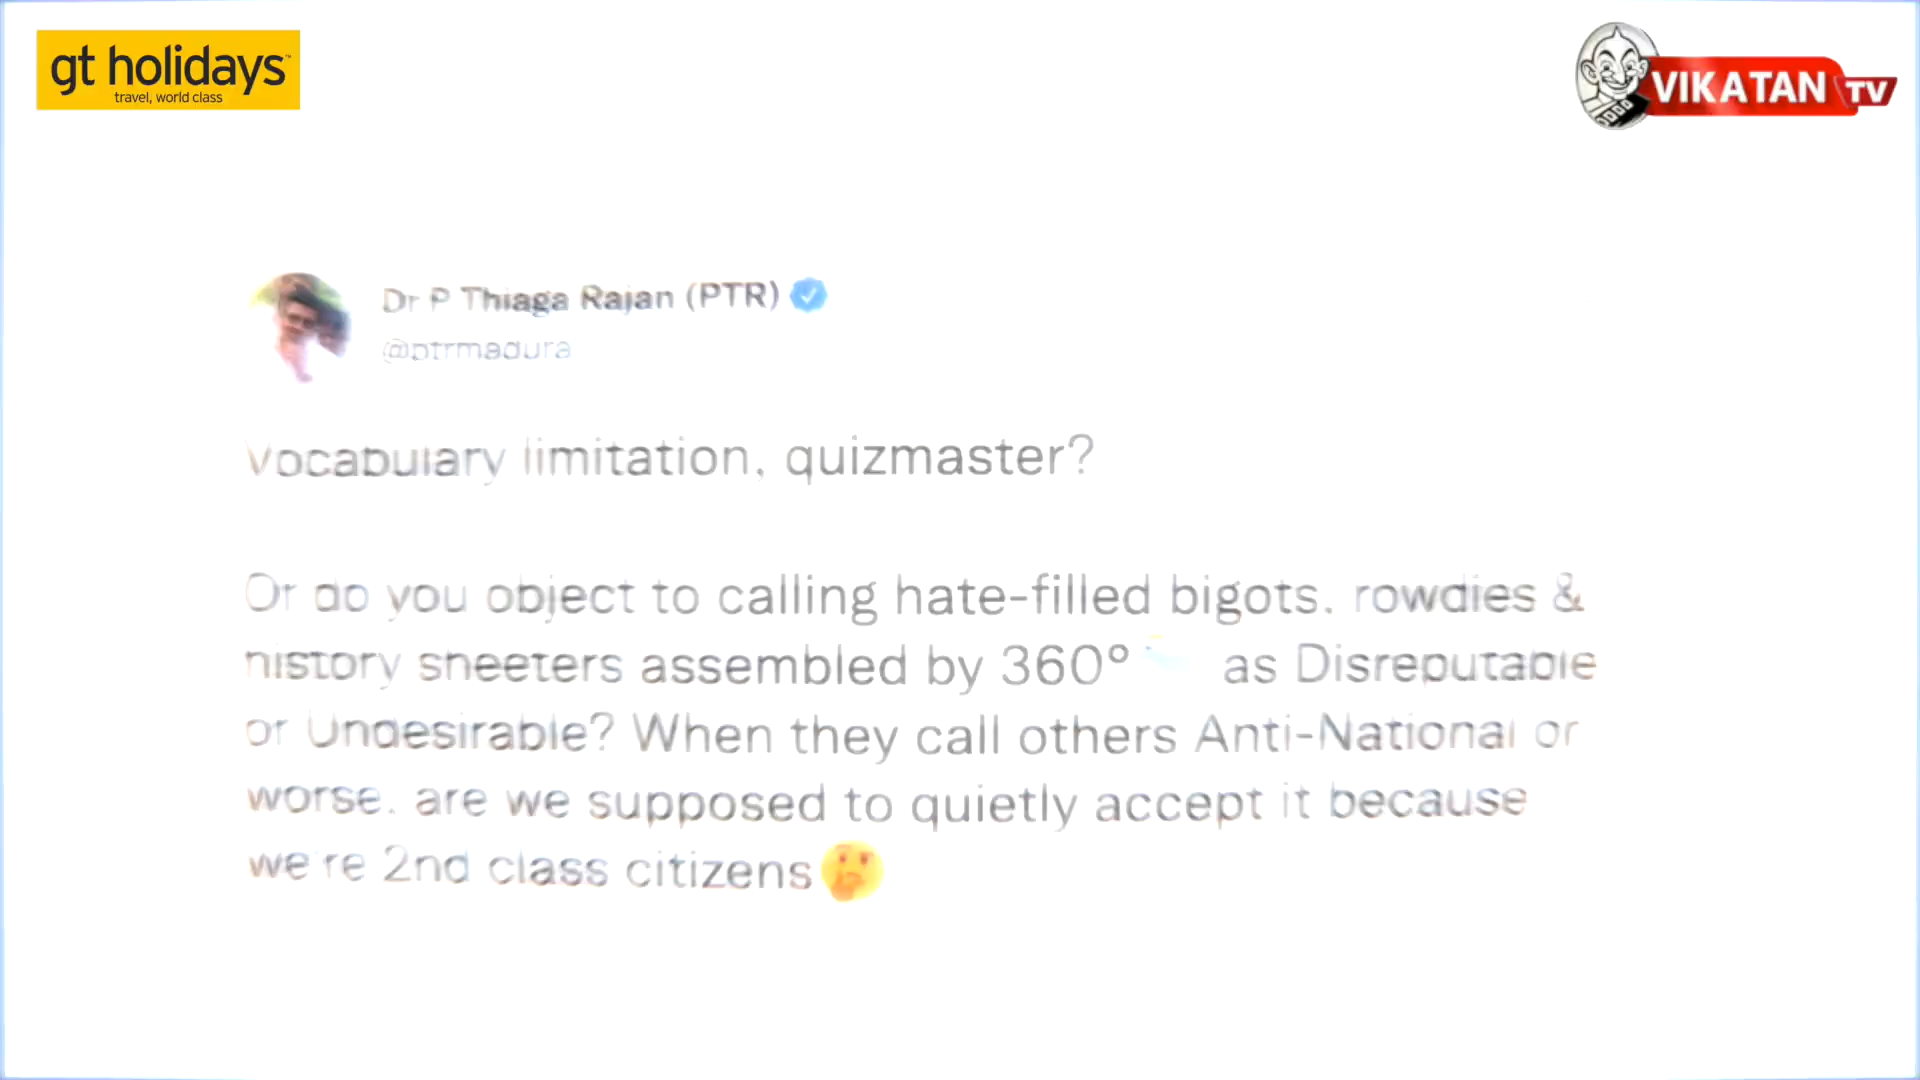 gt holidays
travel, world class
VIKATAN TV
Dr P Thiaga Rajan (PTR)
@ptrmadura
Vocabulary limitation, quizmaster?
Or do you object to calling hate-filled bigots, rowdies &
history sheeters assembled by 360° as Disreputable
or Undesirable? When they call others Anti-National or
worse, are we supposed to quietly accept it because
we're 2nd class citizens🤔